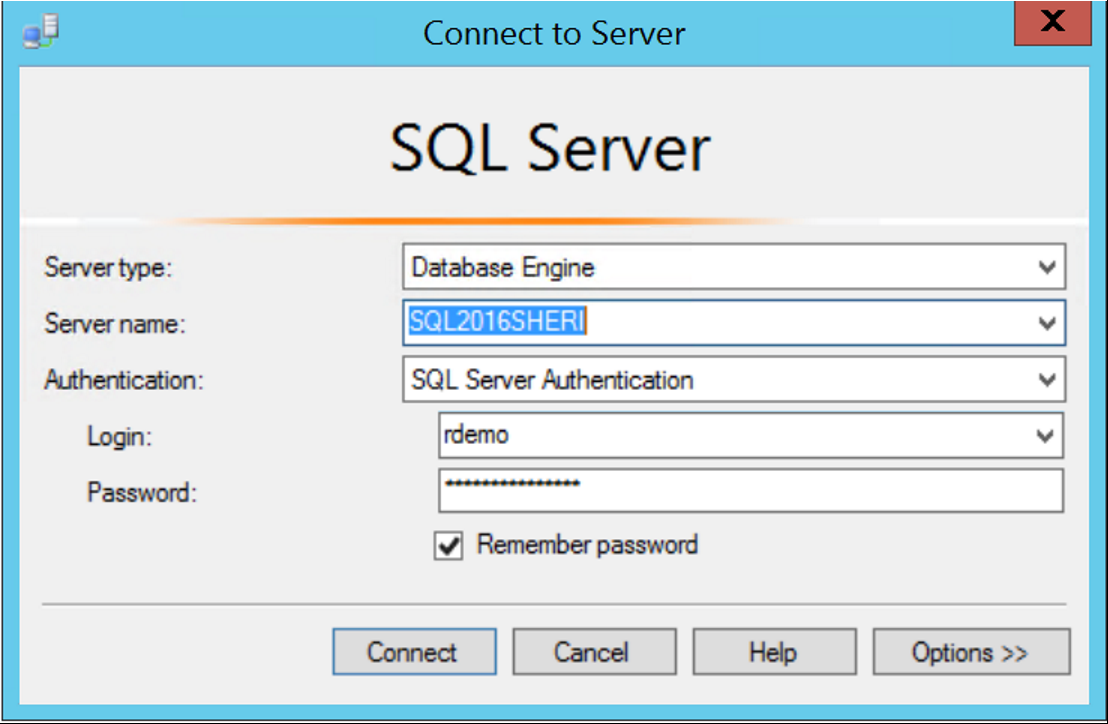 Connect to Server
X
SQL Server
Server type: Database Engine
Server name: SQL2016SHERI
Authentication: SQL Server Authentication
Login: rdemo
Password: ***************
Remember password
Connect Cancel Help Options >>